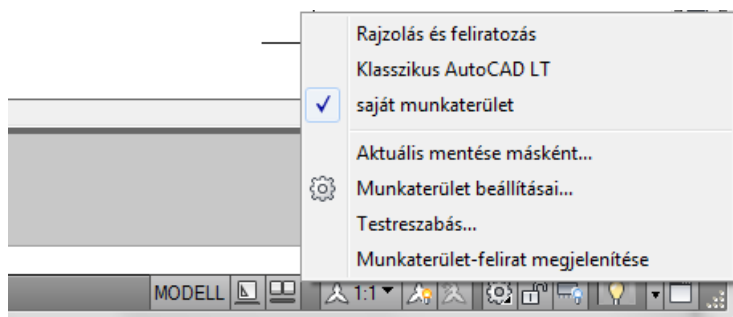 Rajzolás és feliratozás
Klasszikus AutoCAD LT
saját munkaterület
Aktuális mentése másként...
Munkaterület beállításai...
Testreszabás...
Munkaterület-felirat megjelenítése
MODELL 1:1